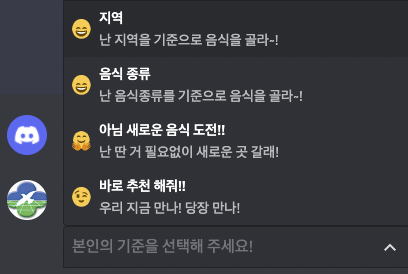 지역
난 지역을 기준으로 음식을 골라~!
음식 종류
난 음식종류를 기준으로 음식을 골라~!
아님 새로운 음식 도전!!
난 딴 거 필요없이 새로운 곳 갈래!
바로 추천 해줘!!
우리 지금 만나! 당장 만나!
본인의 기준을 선택해 주세요!